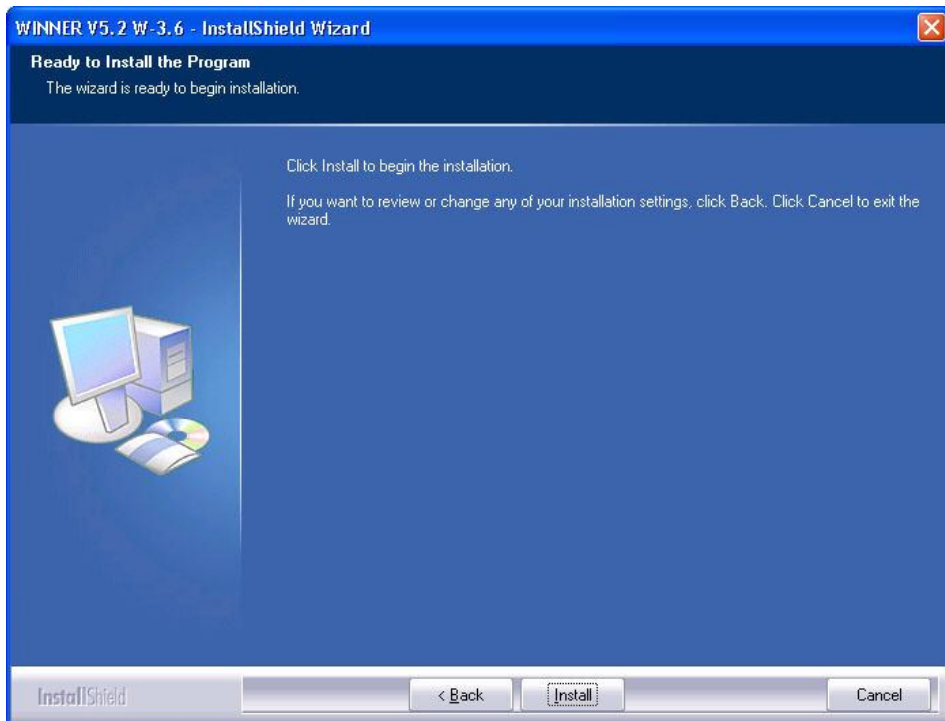 WINNER V5.2 W-3.6 - InstallShield Wizard
Ready to Install the Program
The wizard is ready to begin installation.
Click Install to begin the installation.
If you want to review or change any of your installation settings, click Back. Click Cancel to exit the
wizard.
InstallShield
< Back
Install
Cancel